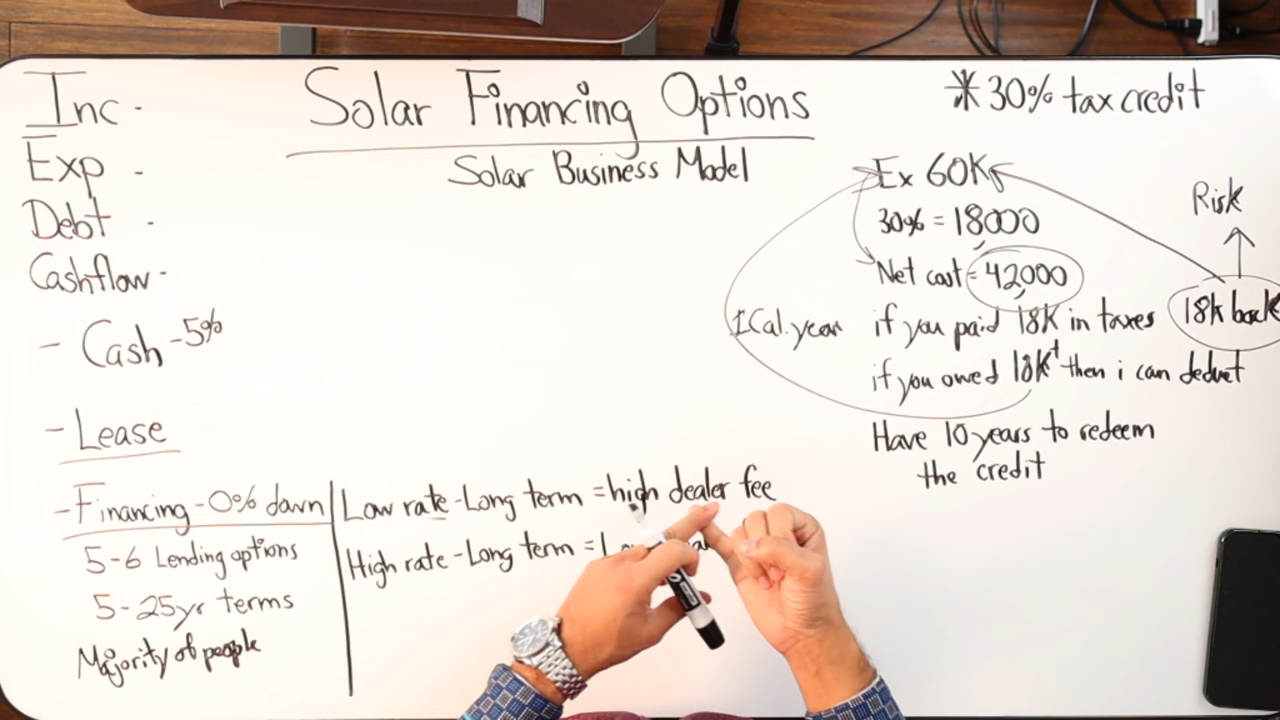 Solar Financing Options
Solar Business Model
Inc -
Exp -
Debt -
Cashflow -
- Cash - 5%
- Lease
- Financing - 0% down
5-6 Lending options
5-25yr terms
Majority of people
Low rate - Long term = high dealer fee
High rate - Long term =
* 30% tax credit
Ex 60K
30% = 18,000
Net cost = 42,000
1 Cal. year
if you paid 18K in taxes
18k back
Risk
if you owed 18K+ then i can deduct
Have 10 years to redeem
the credit